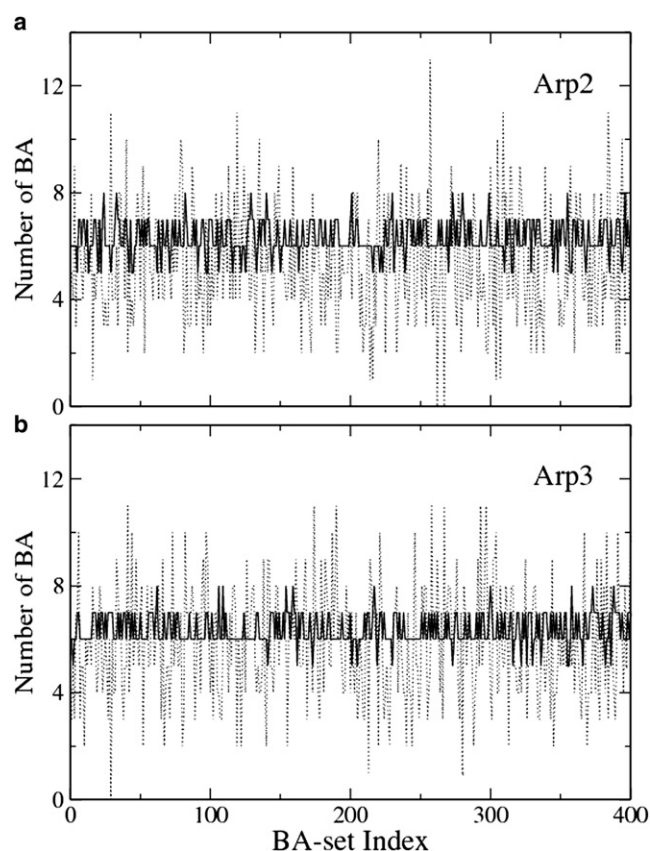 a
Arp2
Number of BA
12
8
4
0
b
Arp3
Number of BA
12
8
4
0
0 100 200 300 400
BA-set Index